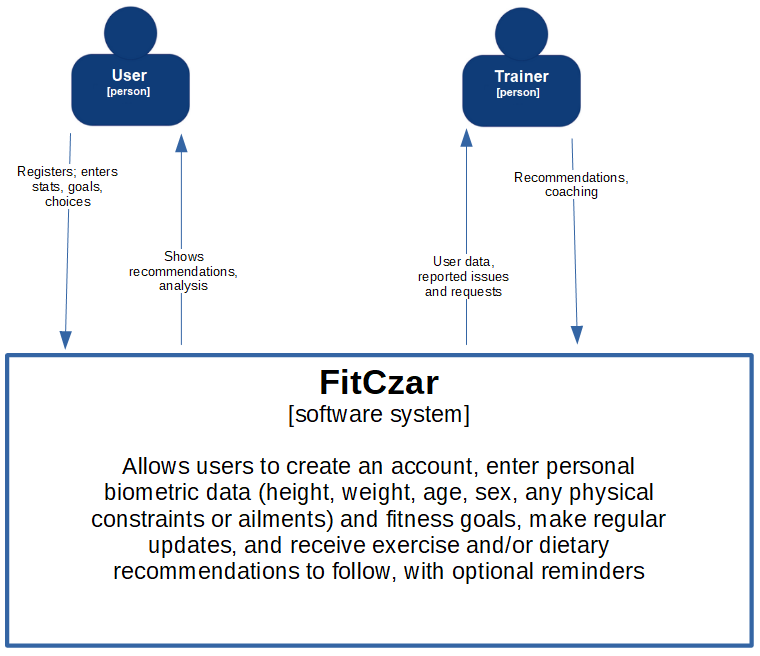 User
[person]
Trainer
[person]
Registers; enters
stats, goals,
choices
Shows
recommendations,
analysis
User data,
reported issues
and requests
Recommendations,
coaching
FitCzar
[software system]
Allows users to create an account, enter personal
biometric data (height, weight, age, sex, any physical
constraints or ailments) and fitness goals, make regular
updates, and receive exercise and/or dietary
recommendations to follow, with optional reminders